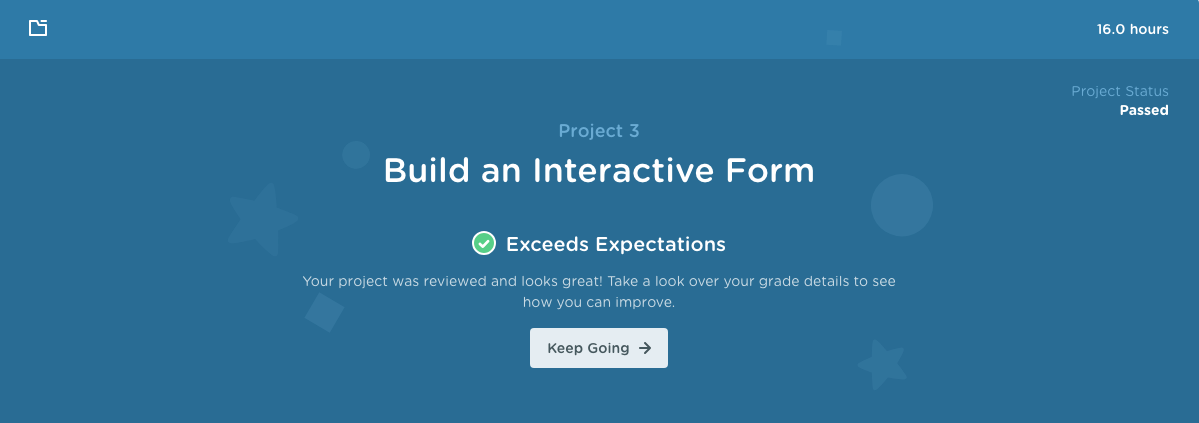 16.0 hours
Project Status
Passed
Project 3
Build an Interactive Form
Exceeds Expectations
Your project was reviewed and looks great! Take a look over your grade details to see
how you can improve.
Keep Going